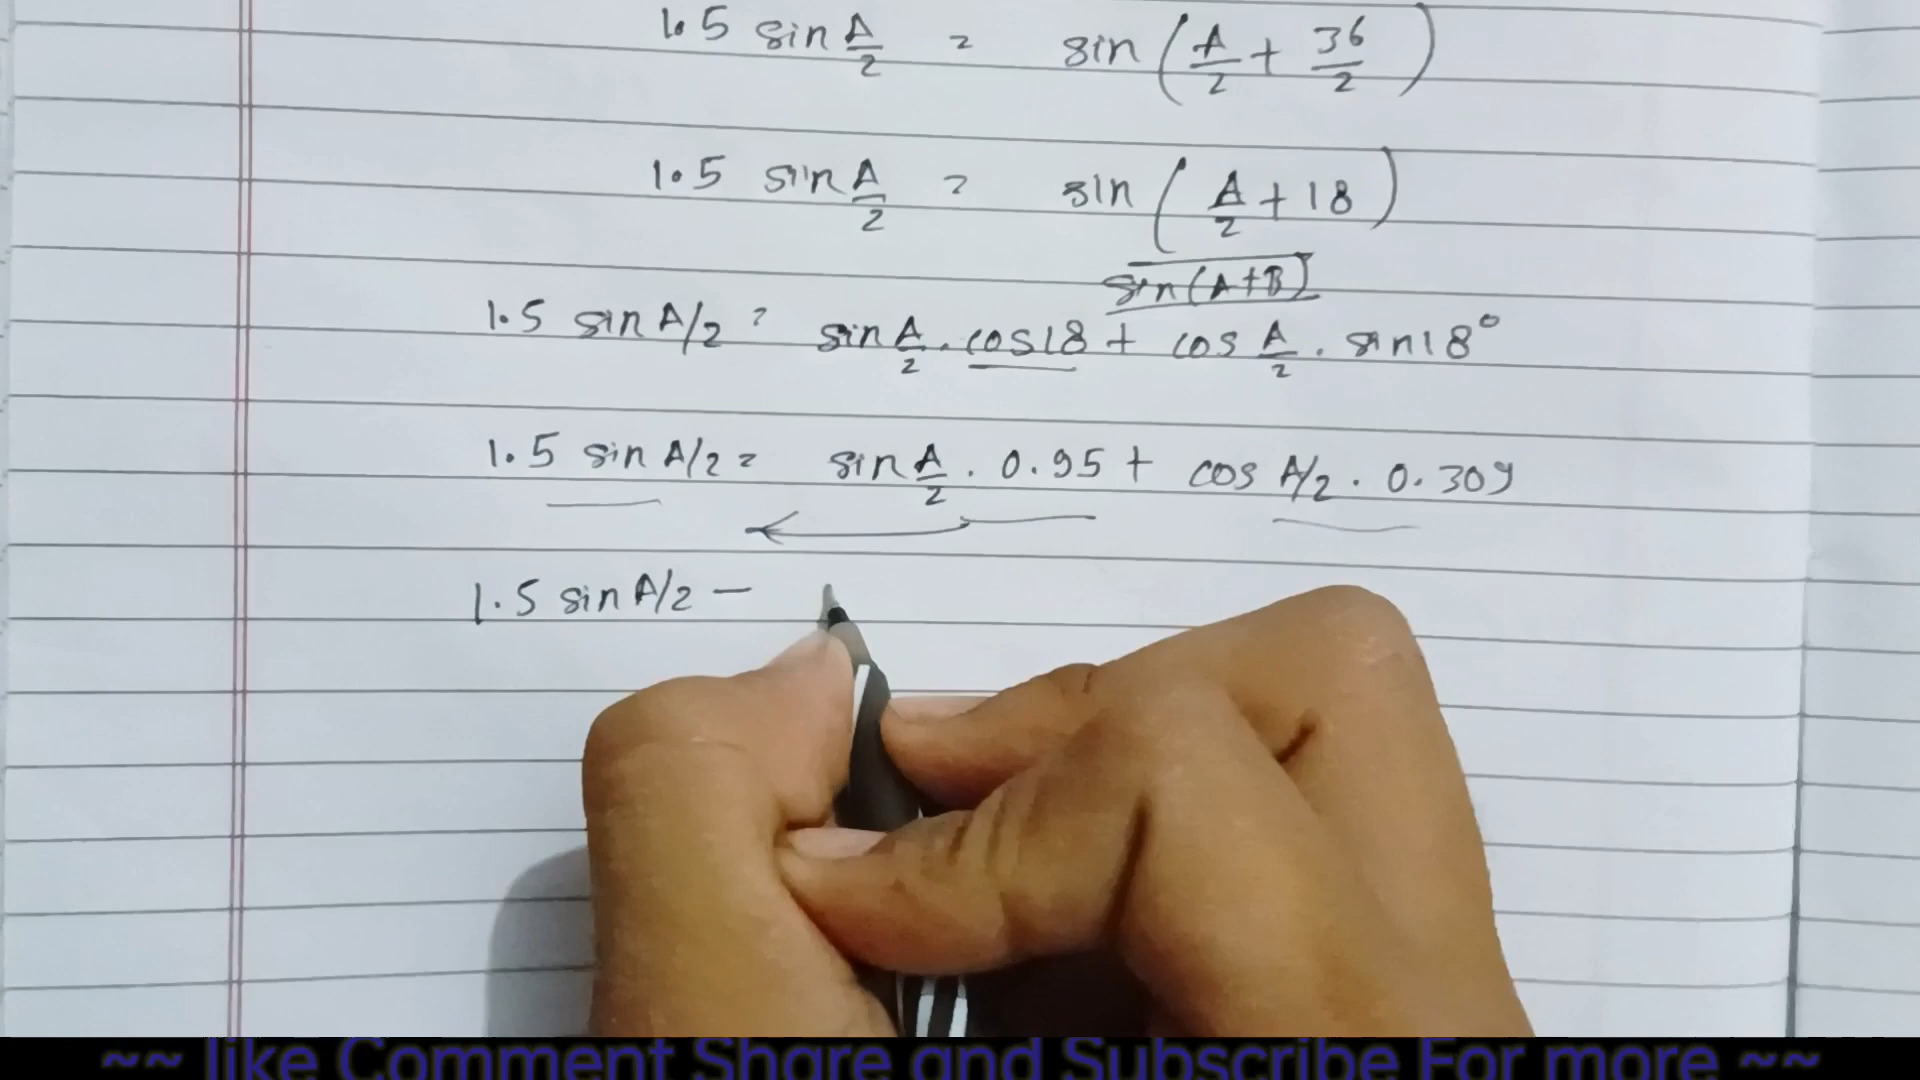 1.5 sin A/2 = sin (A/2 + 36/2)
1.5 sin A/2 = sin (A/2 + 18)
sin(A+B)
1.5 sin A/2 = sin A/2 . cos18 + cos A/2 . sin18°
1.5 sin A/2 = sin A/2 . 0.95 + cos A/2 . 0.309
1.5 sin A/2 −
~~ like Comment Share and Subscribe For more ~~